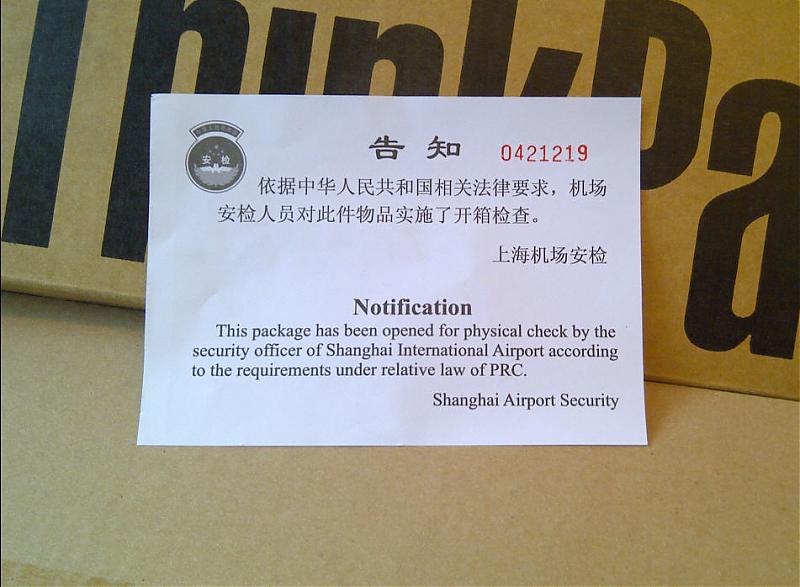 ThinkPa
安检
告知 0421219
依据中华人民共和国相关法律要求，机场
安检人员对此件物品实施了开箱检查。
上海机场安检
Notification
This package has been opened for physical check by the
security officer of Shanghai International Airport according
to the requirements under relative law of PRC.
Shanghai Airport Security